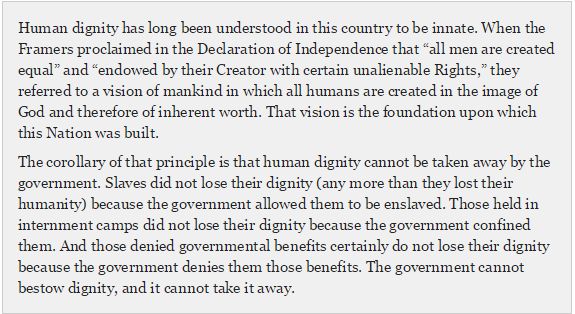 Human dignity has long been understood in this country to be innate. When the
Framers proclaimed in the Declaration of Independence that “all men are created
equal” and “endowed by their Creator with certain unalienable Rights,” they
referred to a vision of mankind in which all humans are created in the image of
God and therefore of inherent worth. That vision is the foundation upon which
this Nation was built.
The corollary of that principle is that human dignity cannot be taken away by the
government. Slaves did not lose their dignity (any more than they lost their
humanity) because the government allowed them to be enslaved. Those held in
internment camps did not lose their dignity because the government confined
them. And those denied governmental benefits certainly do not lose their dignity
because the government denies them those benefits. The government cannot
bestow dignity, and it cannot take it away.